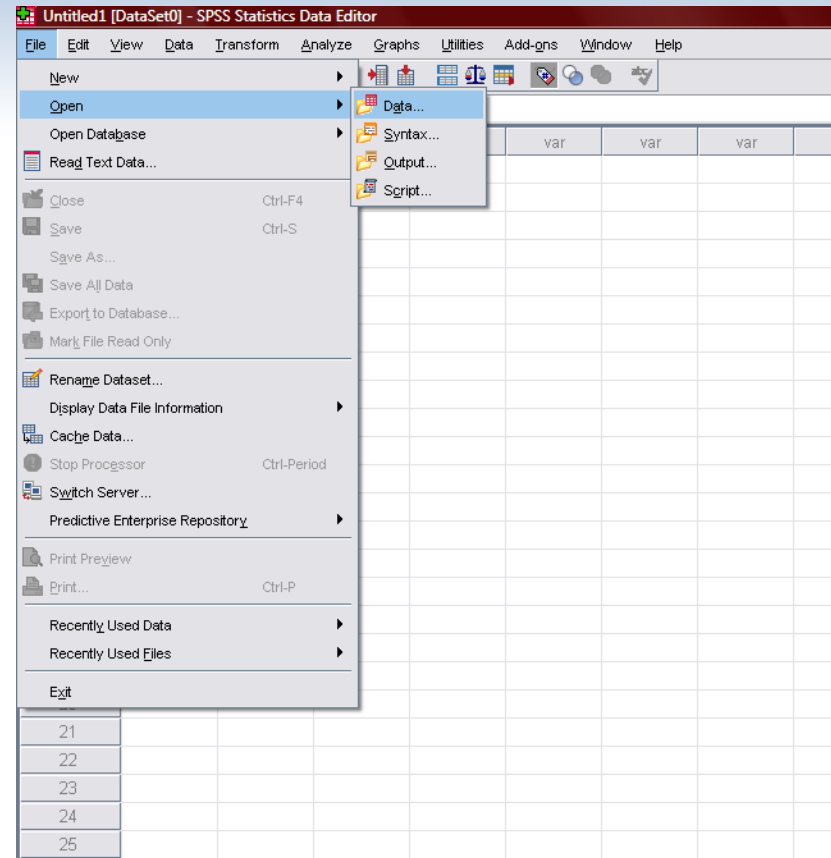 Untitled1 [DataSet0] - SPSS Statistics Data Editor
File Edit View Data Transform Analyze Graphs Utilities Add-ons Window Help
New
Open
Open Database
Read Text Data...
Close Ctrl-F4
Save Ctrl-S
Save As...
Save All Data
Export to Database...
Mark File Read Only
Rename Dataset...
Display Data File Information
Cache Data...
Stop Processor Ctrl-Period
Switch Server...
Predictive Enterprise Repository
Print Preview
Print... Ctrl-P
Recently Used Data
Recently Used Files
Exit
Data...
Syntax...
Output...
Script...
var var var
21
22
23
24
25